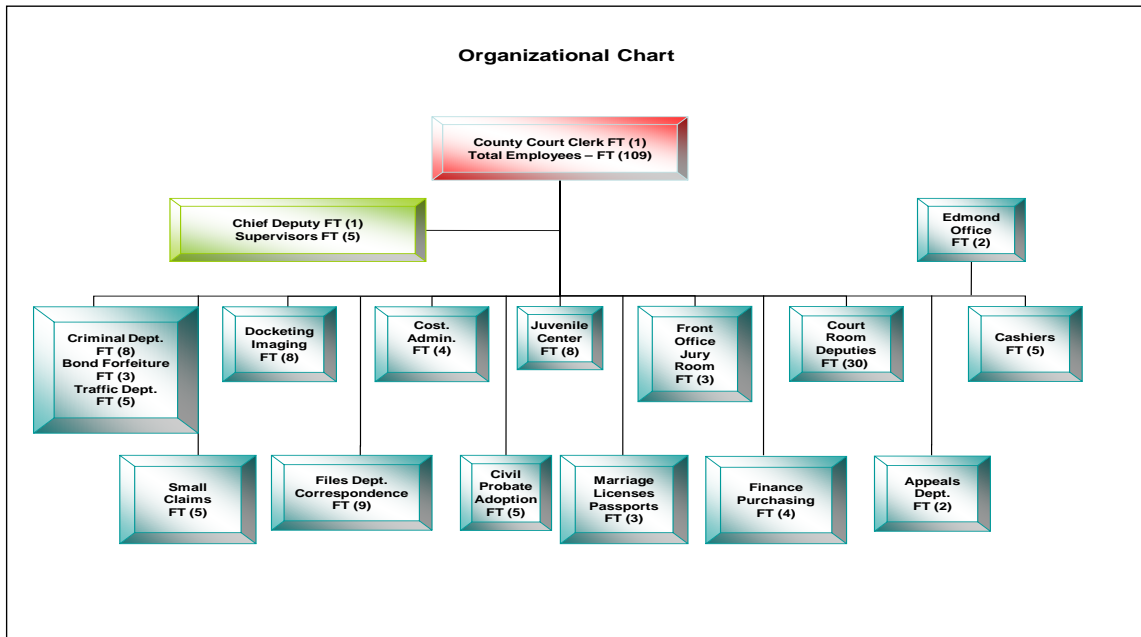 Organizational Chart
County Court Clerk FT (1)
Total Employees – FT (109)
Chief Deputy FT (1)
Supervisors FT (5)
Edmond
Office
FT (2)
Criminal Dept.
FT (8)
Bond Forfeiture
FT (3)
Traffic Dept.
FT (5)
Docketing
Imaging
FT (8)
Cost.
Admin.
FT (4)
Juvenile
Center
FT (8)
Front
Office
Jury
Room
FT (3)
Court
Room
Deputies
FT (30)
Cashiers
FT (5)
Small
Claims
FT (5)
Files Dept.
Correspondence
FT (9)
Civil
Probate
Adoption
FT (5)
Marriage
Licenses
Passports
FT (3)
Finance
Purchasing
FT (4)
Appeals
Dept.
FT (2)